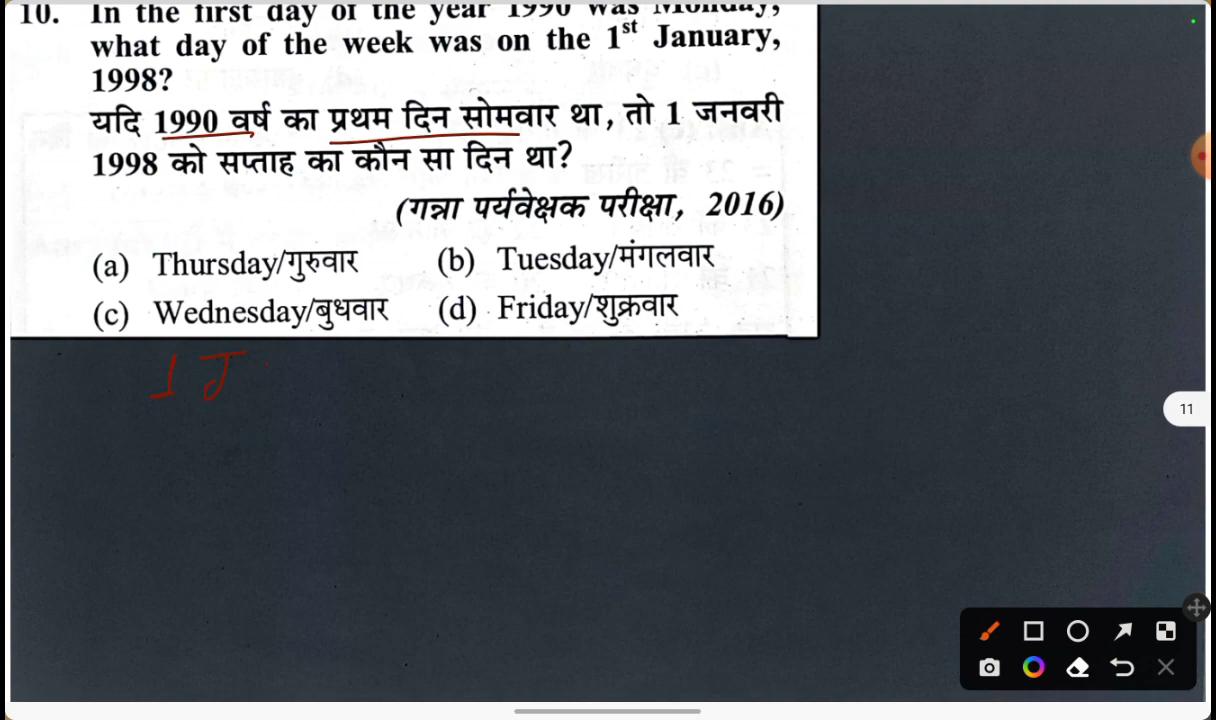 10. In the first day of the year 1990 was Monday,
what day of the week was on the 1st January,
1998?
यदि 1990 वर्ष का प्रथम दिन सोमवार था, तो 1 जनवरी
1998 को सप्ताह का कौन सा दिन था?
(गन्ना पर्यवेक्षक परीक्षा, 2016)
(a) Thursday/गुरुवार (b) Tuesday/मंगलवार
(c) Wednesday/बुधवार (d) Friday/शुक्रवार
1 J
11